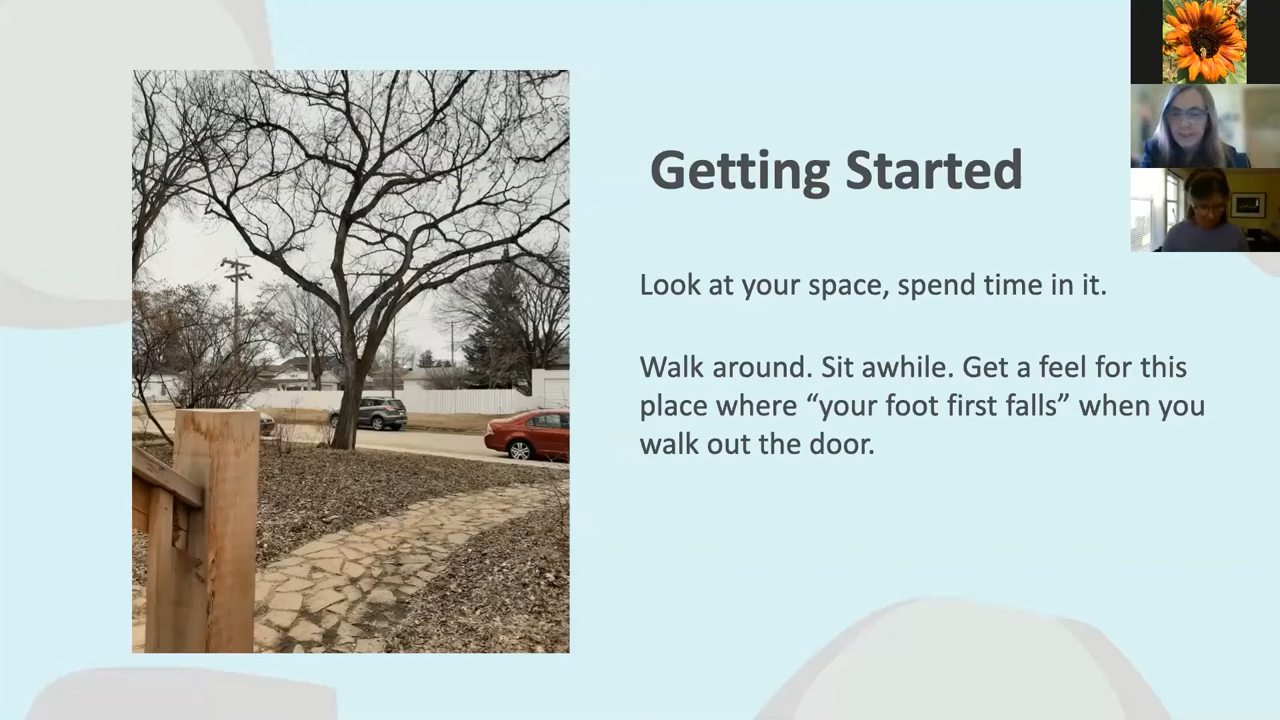 Getting Started
Look at your space, spend time in it.
Walk around. Sit awhile. Get a feel for this
place where “your foot first falls” when you
walk out the door.